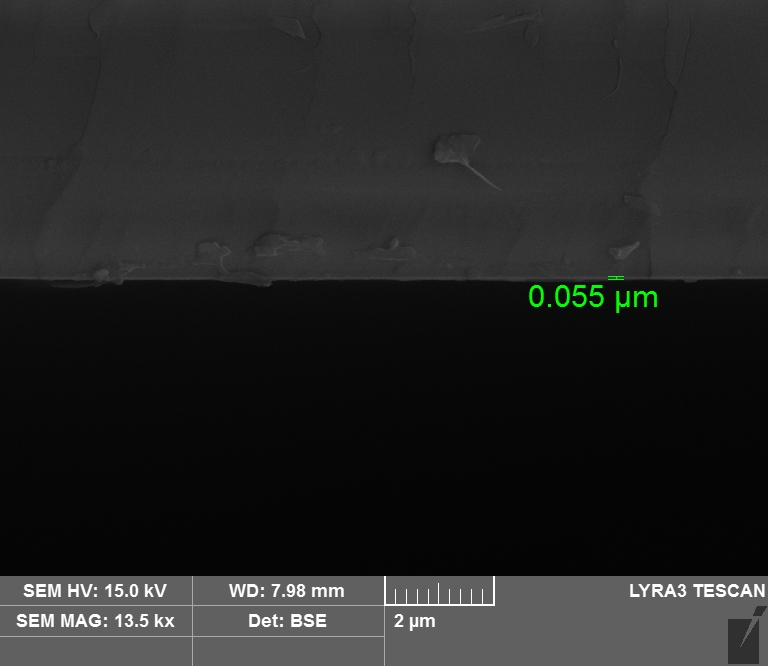 0.055 µm
SEM HV: 15.0 kV
WD: 7.98 mm
LYRA3 TESCAN
SEM MAG: 13.5 kx
Det: BSE
2 µm